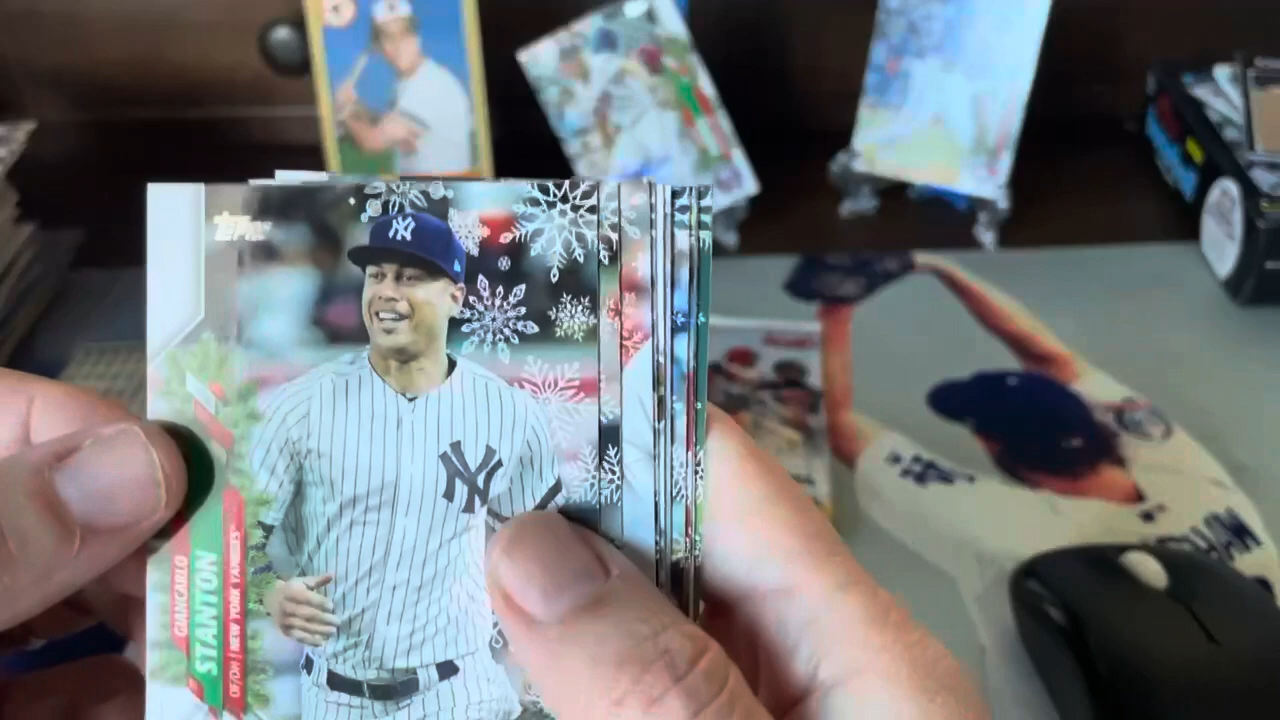 Topps
NY
NY
GIANCARLO
STANTON
OF/DH | NEW YORK YANKEES